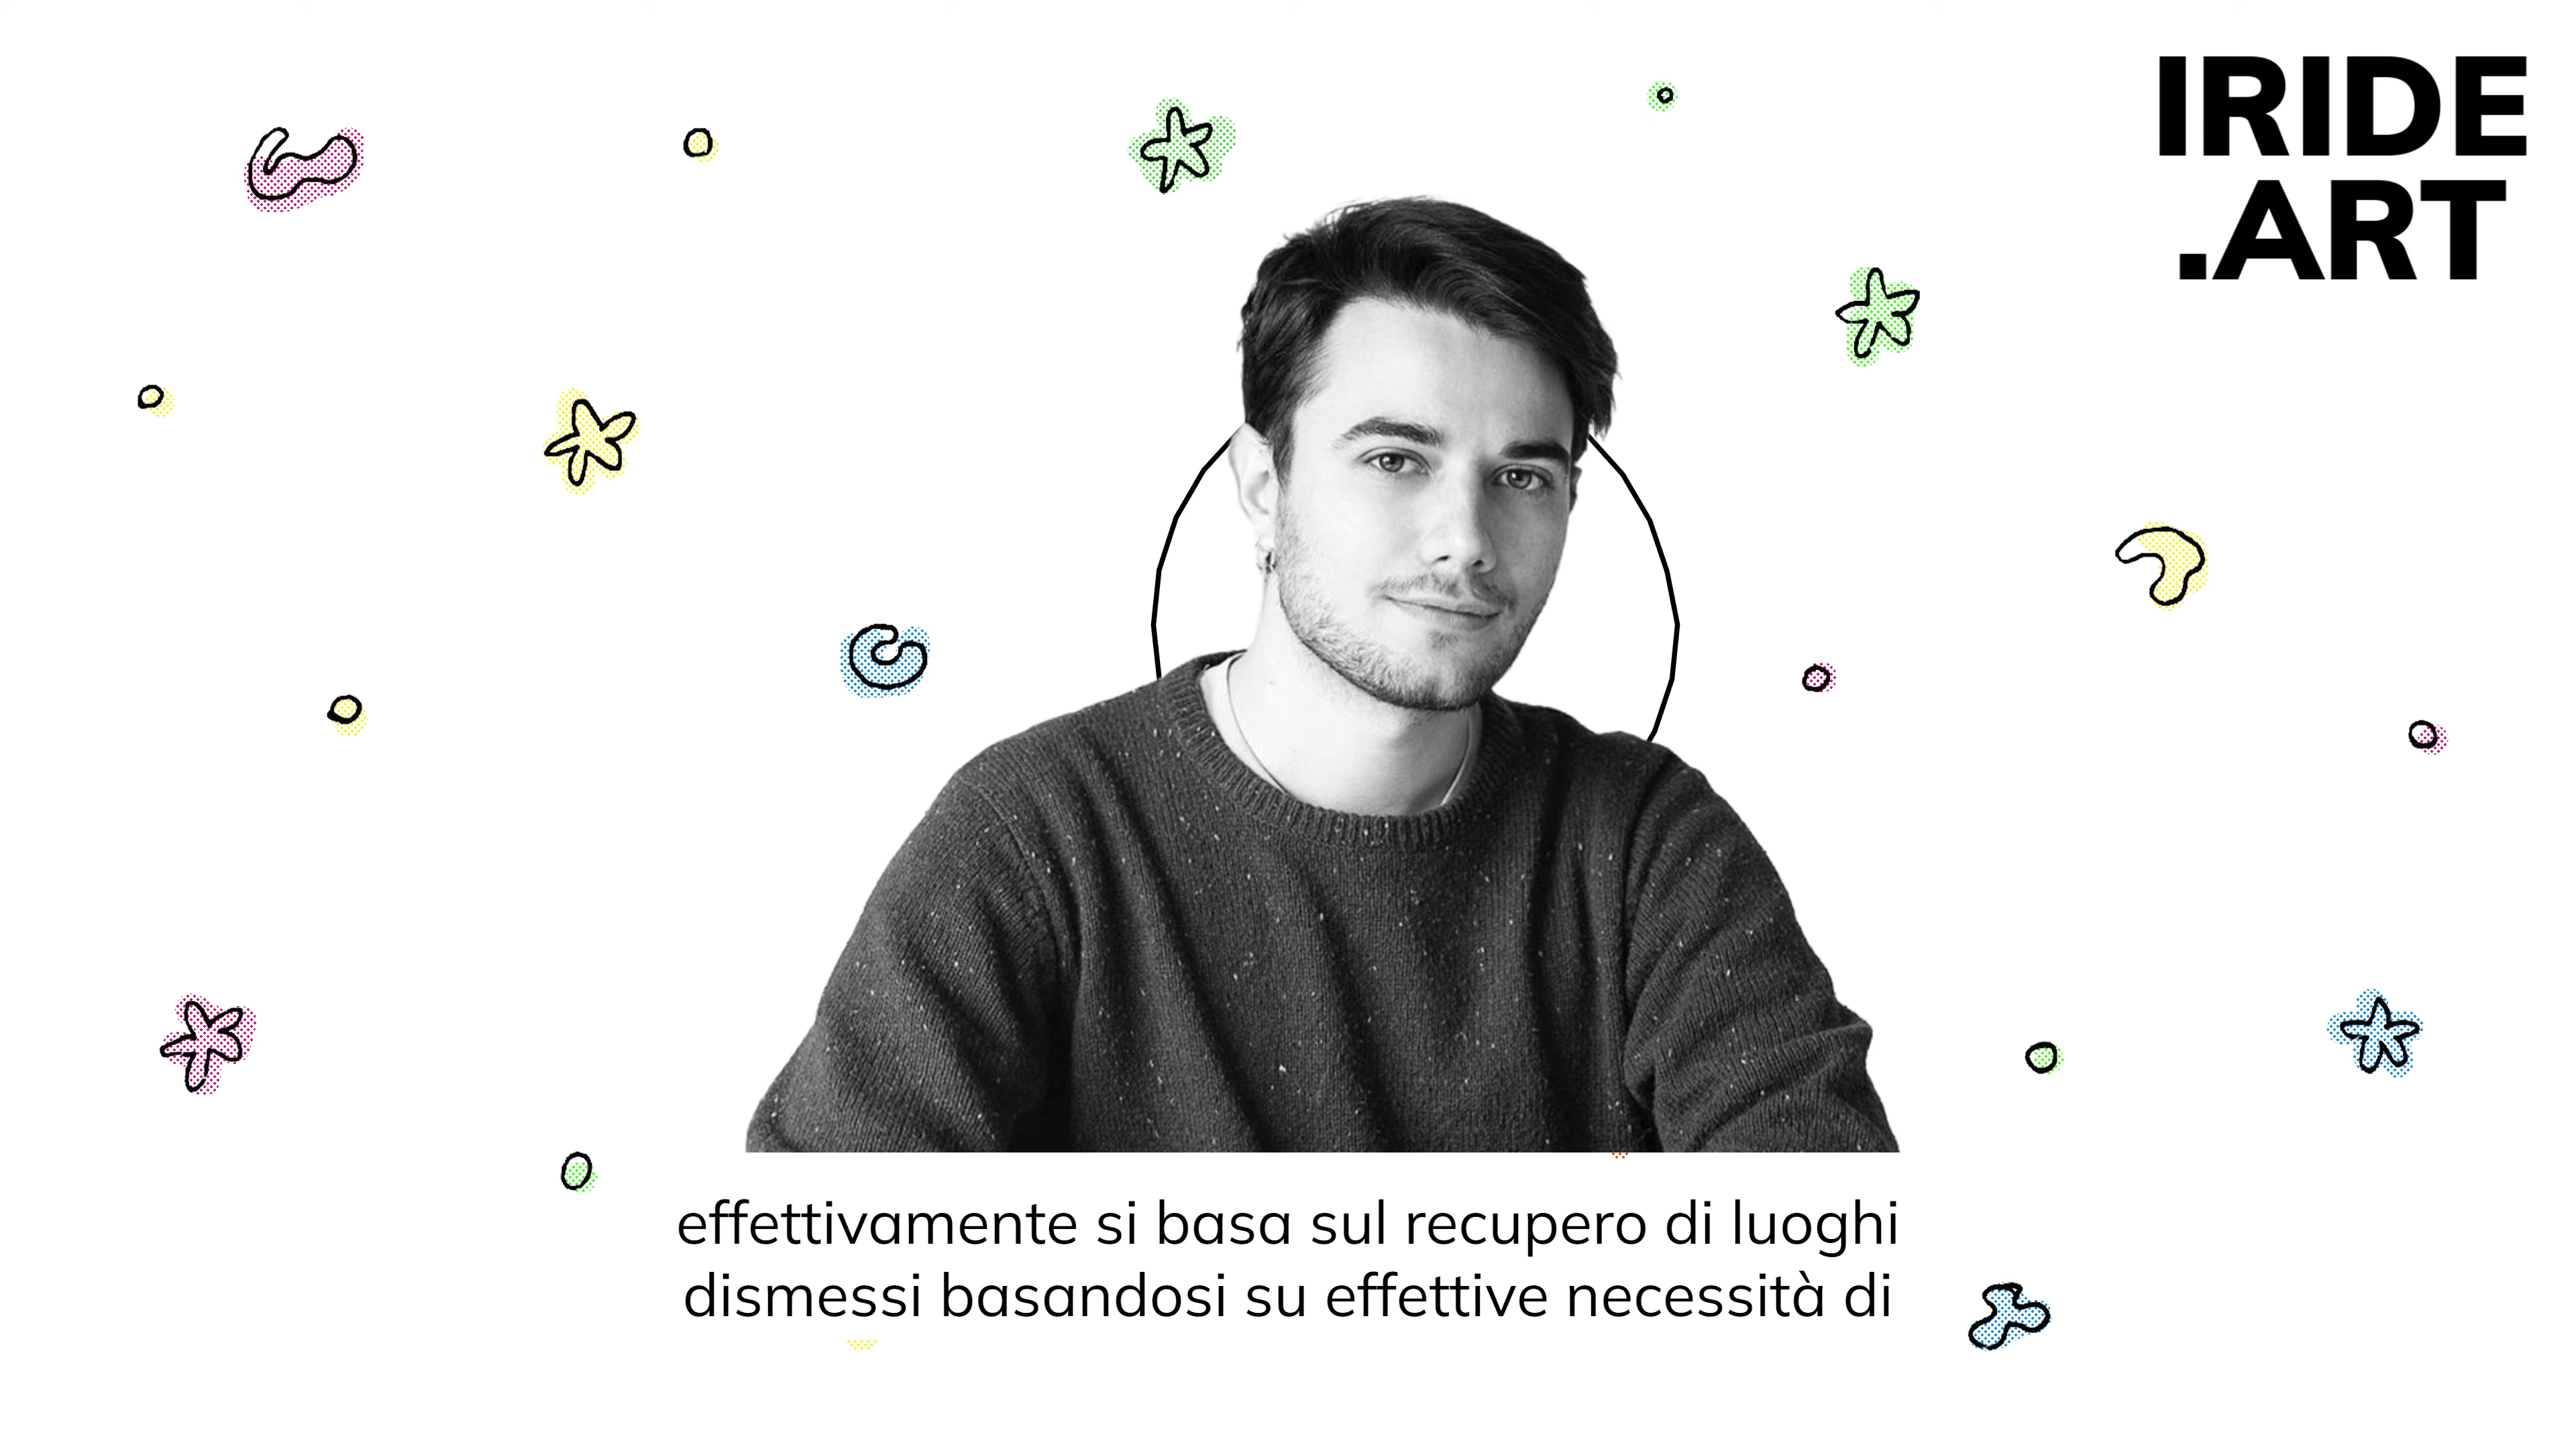 IRIDE
.ART
effettivamente si basa sul recupero di luoghi
dismessi basandosi su effettive necessità di